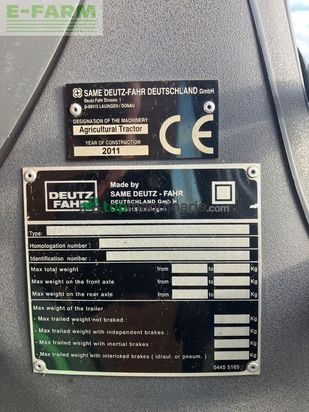 E-FARM
SAME DEUTZ-FAHR DEUTSCHLAND GmbH
Deutz Fahr Strasse, 1
D-89415 LAUINGEN / DONAU
DESIGNATION OF THE MACHINERY
Agricultural Tractor
YEAR OF CONSTRUCTION
2011
CE
DEUTZ
FAHR
Made by
SAME DEUTZ - FAHR
DEUTSCHLAND GmbH
Type:
Homologation number :
Identification number :
Max total weight from to Kg
Max weight on the front axle from to Kg
Max weight on the rear axle from to Kg
Max weight of the trailer
- Max trailed weight not braked : Kg
- Max trailed weight with independent brakes : Kg
- Max trailed weight with inertial brakes : Kg
- Max trailed weight with interloked brakes ( idraul. or pneum. ) Kg
0445 5165